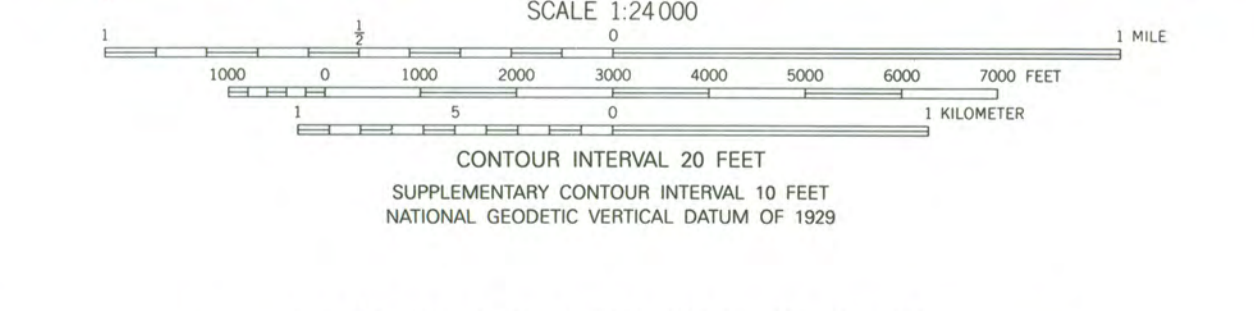 SCALE 1:24 000
1 1/2 0 1 MILE
1000 0 1000 2000 3000 4000 5000 6000 7000 FEET
1 5 0 1 KILOMETER
CONTOUR INTERVAL 20 FEET
SUPPLEMENTARY CONTOUR INTERVAL 10 FEET
NATIONAL GEODETIC VERTICAL DATUM OF 1929